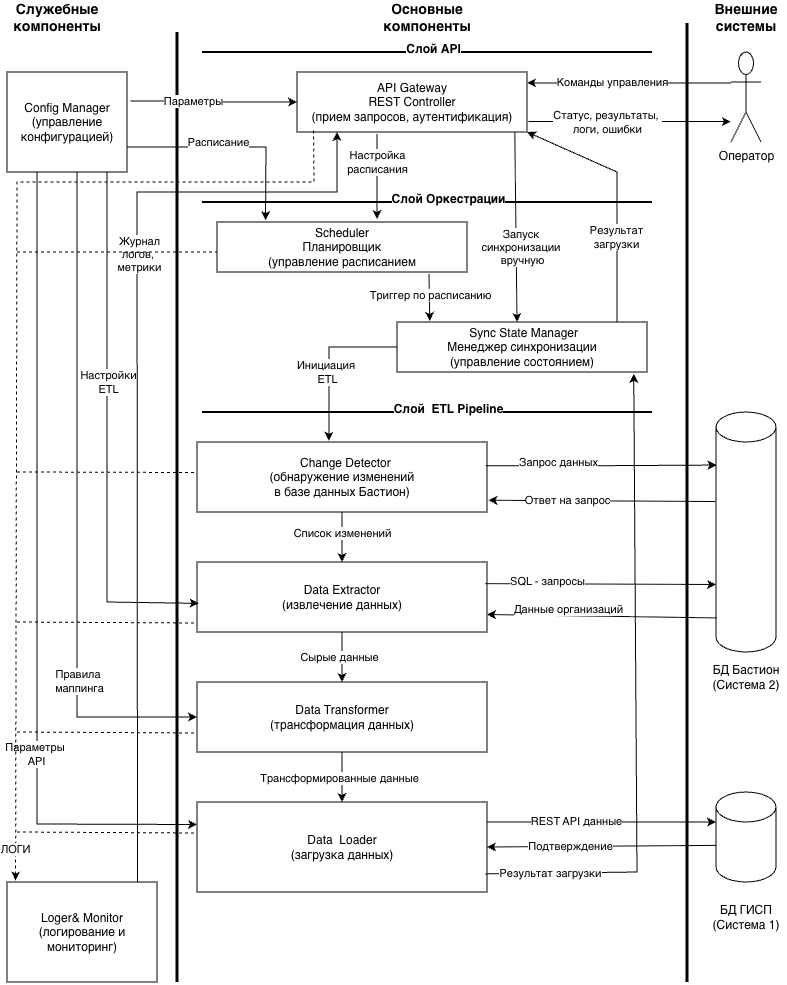 Служебные
компоненты
Основные
компоненты
Внешние
системы
Слой API
Config Manager
(управление
конфигурацией)
Параметры
API Gateway
REST Controller
(прием запросов, аутентификация)
Команды управления
Статус, результаты,
логи, ошибки
Оператор
Расписание
Настройка
расписания
Слой Оркестрации
Журнал
логов,
метрики
Scheduler
Планировщик
(управление расписанием
Запуск
синхронизации
вручную
Результат
загрузки
Триггер по расписанию
Sync State Manager
Менеджер синхронизации
(управление состоянием)
Инициация
ETL
Настройки
ETL
Слой ETL Pipeline
Change Detector
(обнаружение изменений
в базе данных Бастион)
Запрос данных
Ответ на запрос
Список изменений
Data Extractor
(извлечение данных)
SQL - запросы
Данные организаций
Сырые данные
БД Бастион
(Система 2)
Правила
маппинга
Data Transformer
(трансформация данных)
Параметры
API
Трансформированные данные
Data Loader
(загрузка данных)
REST API данные
Подтверждение
Результат загрузки
ЛОГИ
БД ГИСП
(Система 1)
Loger& Monitor
(логирование и
мониторинг)